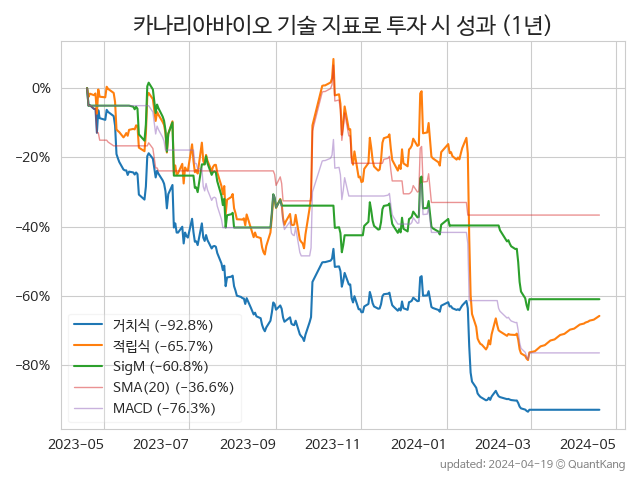 카나리아바이오 기술 지표로 투자 시 성과 (1년)
0%
−20%
−40%
−60%
−80%
거치식 (−92.8%)
적립식 (−65.7%)
SigM (−60.8%)
SMA(20) (−36.6%)
MACD (−76.3%)
2023−05 2023−07 2023−09 2023−11 2024−01 2024−03 2024−05
updated: 2024−04−19 © QuantKang